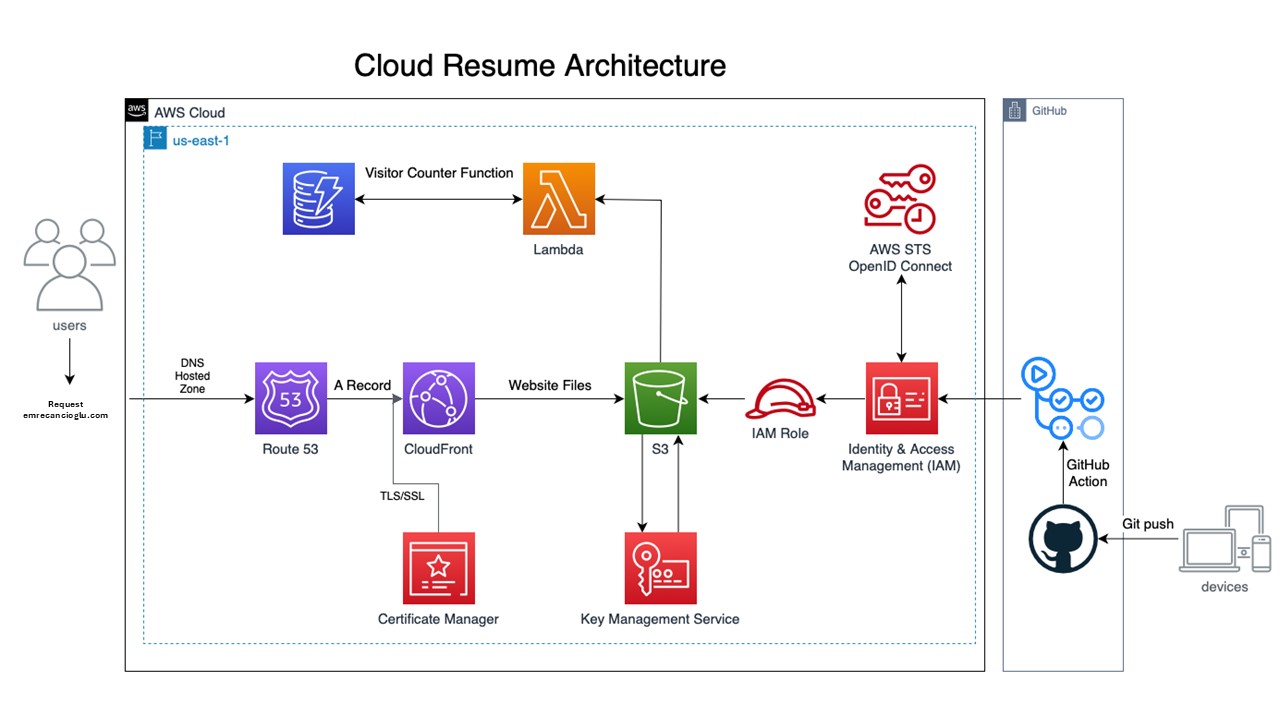 Cloud Resume Architecture
aws
AWS Cloud
GitHub
us-east-1
Visitor Counter Function
Lambda
AWS STS
OpenID Connect
users
Request
emrecancioglu.com
DNS
Hosted
Zone
53
Route 53
A Record
CloudFront
Website Files
S3
IAM Role
Identity & Access
Management (IAM)
GitHub
Action
TLS/SSL
Git push
devices
Certificate Manager
Key Management Service